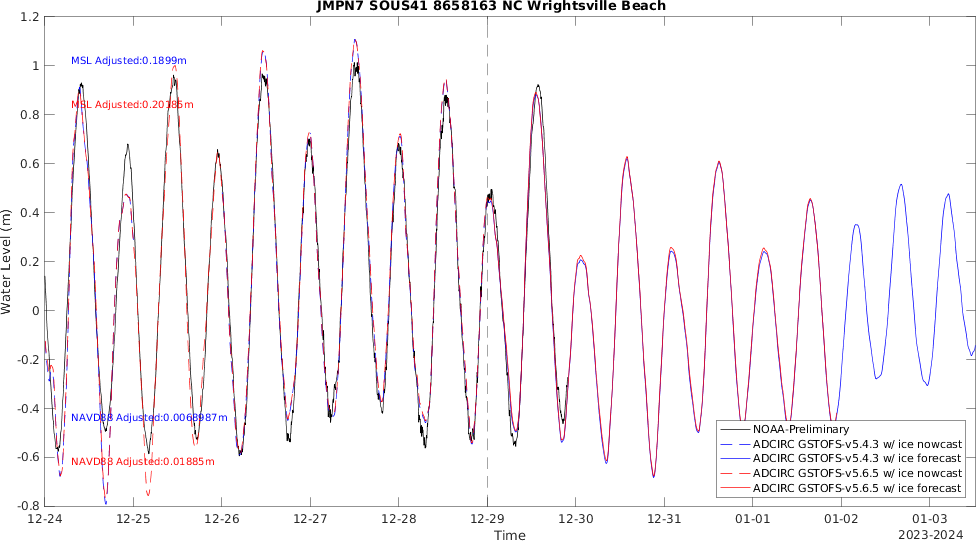 JMPN7 SOUS41 8658163 NC Wrightsville Beach
1.2
1
0.8
0.6
0.4
0.2
0
-0.2
-0.4
-0.6
-0.8
Water Level (m)
MSL Adjusted:0.1899m
MSL Adjusted:0.20185m
NAVD88 Adjusted:0.0068987m
NAVD88 Adjusted:0.01885m
NOAA-Preliminary
ADCIRC GSTOFS-v5.4.3 w/ ice nowcast
ADCIRC GSTOFS-v5.4.3 w/ ice forecast
ADCIRC GSTOFS-v5.6.5 w/ ice nowcast
ADCIRC GSTOFS-v5.6.5 w/ ice forecast
12-24 12-25 12-26 12-27 12-28 12-29 12-30 12-31 01-01 01-02 01-03
Time
2023-2024